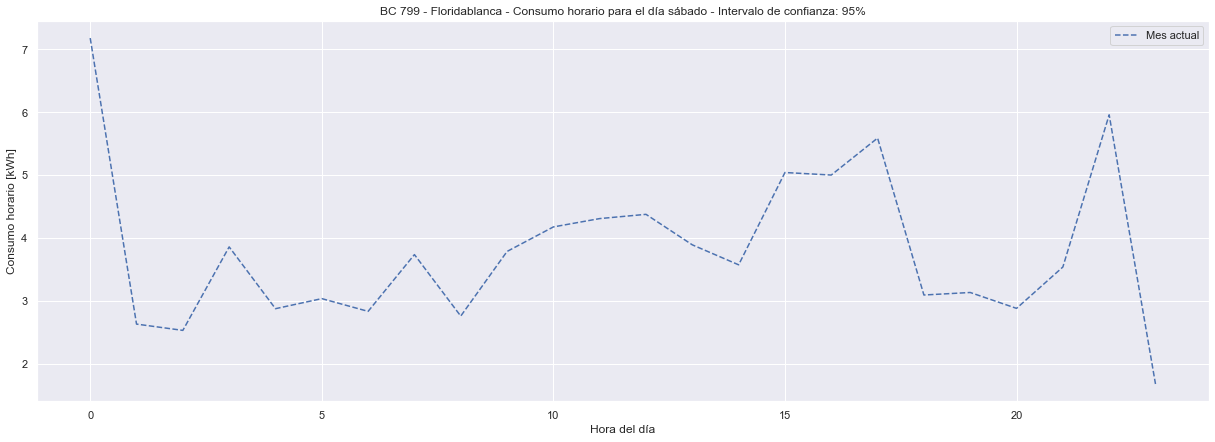 BC 799 - Floridablanca - Consumo horario para el día sábado - Intervalo de confianza: 95%
Mes actual
Consumo horario [kWh]
7
6
5
4
3
2
0 5 10 15 20
Hora del día